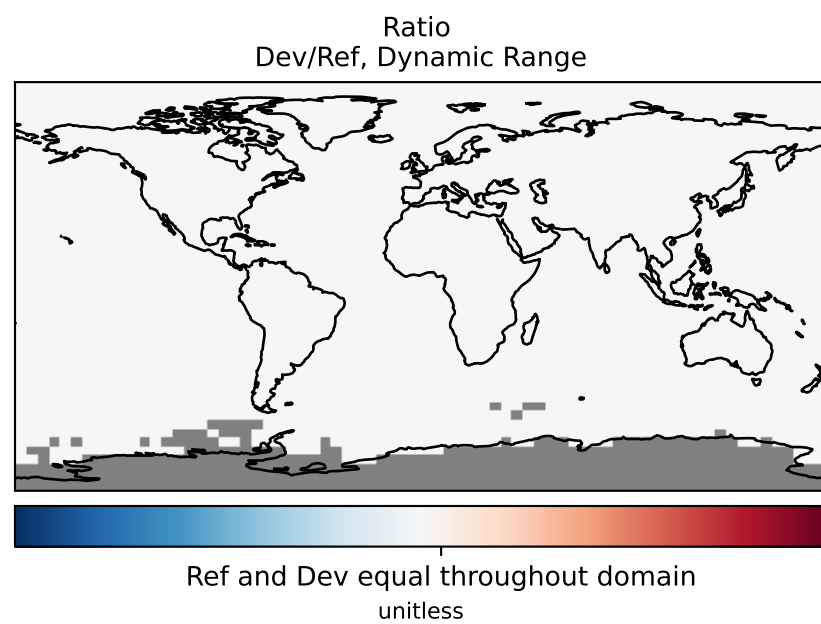 Ratio
Dev/Ref, Dynamic Range
Ref and Dev equal throughout domain
unitless